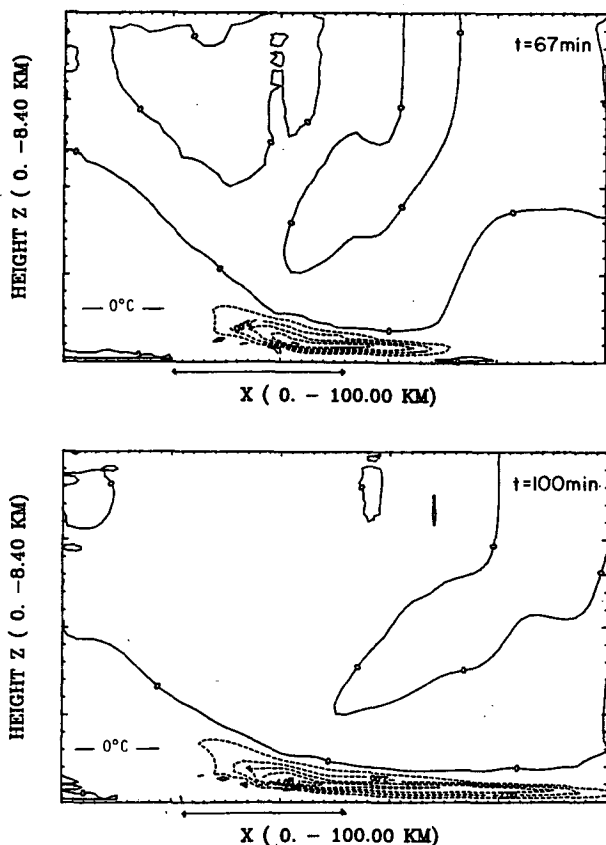 t=67min
HEIGHT Z ( 0. -8.40 KM)
0°C
X ( 0. - 100.00 KM)
t=100min
HEIGHT Z ( 0. -8.40 KM)
0°C
X ( 0. - 100.00 KM)